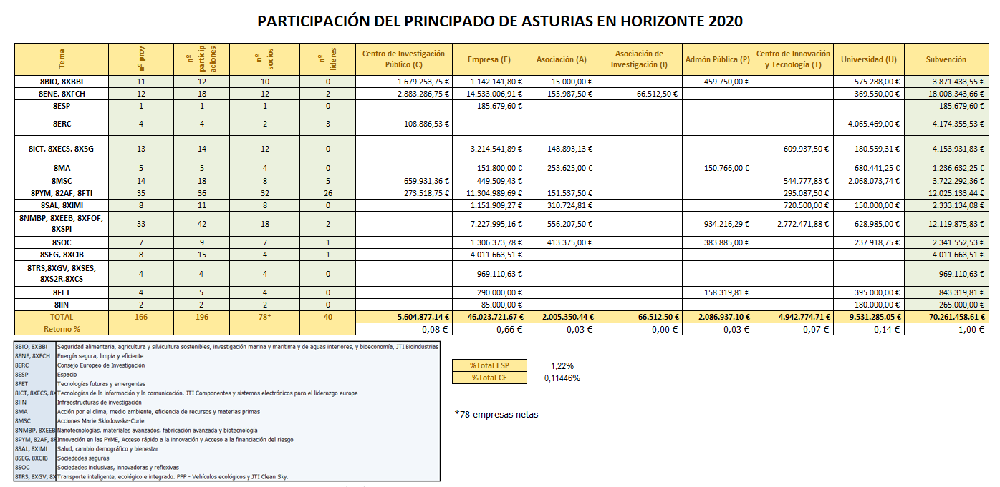 PARTICIPACIÓN DEL PRINCIPADO DE ASTURIAS EN HORIZONTE 2020
Tema nº proy nº particip aciones nº socios nº lideres Centro de Investigación Público (C) Empresa (E) Asociación (A) Asociación de Investigación (I) Admón Pública (P) Centro de Innovación y Tecnología (T) Universidad (U) Subvención
8BIO, 8XBBI 11 12 10 0 1.679.253,75 € 1.142.141,80 € 15.000,00 € 459.750,00 € 575.288,00 € 3.871.433,55 €
8ENE, 8XFCH 12 18 12 2 2.883.286,75 € 14.533.006,91 € 155.987,50 € 66.512,50 € 369.550,00 € 18.008.343,66 €
8ESP 1 1 1 0 185.679,60 € 185.679,60 €
8ERC 4 4 2 3 108.886,53 € 4.065.469,00 € 4.174.355,53 €
8ICT, 8XECS, 8X5G 13 14 12 0 3.214.541,89 € 148.893,13 € 609.937,50 € 180.559,31 € 4.153.931,83 €
8MA 5 5 4 0 151.800,00 € 253.625,00 € 150.766,00 € 680.441,25 € 1.236.632,25 €
8MSC 14 18 8 5 659.931,36 € 449.509,43 € 544.777,83 € 2.068.073,74 € 3.722.292,36 €
8PYM, 82AF, 8FTI 35 36 32 26 273.518,75 € 11.304.989,69 € 151.537,50 € 295.087,50 € 12.025.133,44 €
8SAL, 8XIMI 8 11 8 0 1.151.909,27 € 310.724,81 € 720.500,00 € 150.000,00 € 2.333.134,08 €
8NMBP, 8XEEB, 8XFOF, 8XSPI 33 42 18 2 7.227.995,16 € 556.207,50 € 934.216,29 € 2.772.471,88 € 628.985,00 € 12.119.875,83 €
8SOC 7 9 7 1 1.306.373,78 € 413.375,00 € 383.885,00 € 237.918,75 € 2.341.552,53 €
8SEG, 8XCIB 8 15 4 1 4.011.663,51 € 4.011.663,51 €
8TRS,8XGV, 8XSES, 8XS2R,8XCS 4 4 4 0 969.110,63 € 969.110,63 €
8FET 4 5 4 0 290.000,00 € 158.319,81 € 395.000,00 € 843.319,81 €
8IIN 2 2 2 0 85.000,00 € 180.000,00 € 265.000,00 €
TOTAL 166 196 78* 40 5.604.877,14 € 46.023.721,67 € 2.005.350,44 € 66.512,50 € 2.086.937,10 € 4.942.774,71 € 9.531.285,05 € 70.261.458,61 €
Retorno % 0,08 € 0,66 € 0,03 € 0,00 € 0,03 € 0,07 € 0,14 € 1,00 €
8BIO, 8XBBI Seguridad alimentaria, agricultura y silvicultura sostenibles, investigación marina y marítima y de aguas interiores, y bioeconomía, JTI Bioindustrias
8ENE, 8XFCH Energía segura, limpia y eficiente
8ERC Consejo Europeo de Investigación
8ESP Espacio
8FET Tecnologías futuras y emergentes
8ICT, 8XECS, 8X Tecnologías de la información y la comunicación. JTI Componentes y sistemas electrónicos para el liderazgo europe
8IIN Infraestructuras de investigación
8MA Acción por el clima, medio ambiente, eficiencia de recursos y materias primas
8MSC Acciones Marie Sklodowska-Curie
8NMBP, 8XEEB Nanotecnologías, materiales avanzados, fabricación avanzada y biotecnología
8PYM, 82AF, 8F Innovación en las PYME, Acceso rápido a la innovación y Acceso a la financiación del riesgo
8SAL, 8XIMI Salud, cambio demográfico y bienestar
8SEG, 8XCIB Sociedades seguras
8SOC Sociedades inclusivas, innovadoras y reflexivas
8TRS, 8XGV, 8X Transporte inteligente, ecológico e integrado. PPP - Vehículos ecológicos y JTI Clean Sky.
%Total ESP 1,22%
%Total CE 0,11446%
*78 empresas netas